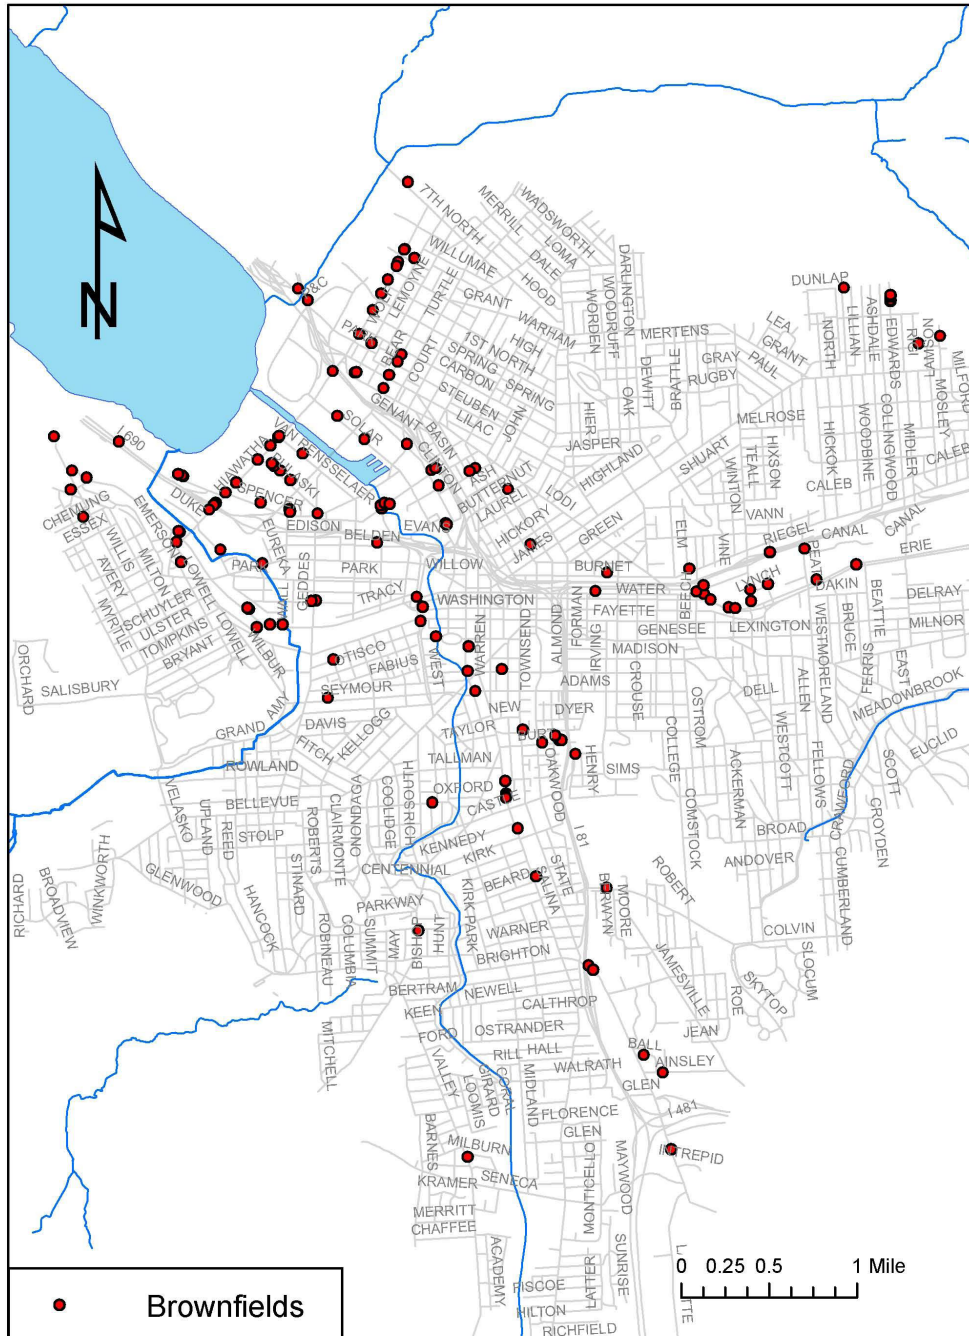 7TH NORTH
MERRILL
WADSWORTH
LOMA
DALE
WILLUMAE
HOOD
LEMOYNE
TURTLE
GRANT
WARHAM
DARLINGTON
WOODRUFF
WORDEN
MERTENS
DUNLAP
LILLIAN
NORTH
ASHDALE
EDWARDS
COLLINGWOOD
RIGI
LAMSON
MILFORD
MOSLEY
LEA
GRANT
PAUL
GRAY
RUGBY
BRATTLE
DEWITT
OAK
HIER
BEAR
COURT
1ST NORTH
HIGH
SPRING
CARBON
SPRING
STEUBEN
LILAC
JOHN
GENANT
BASIN
CLINTON
SOLAR
ASH
BUTTERNUT
LAUREL
HICKORY
JAMES
LODI
HIGHLAND
GREEN
JASPER
SHUART
MELROSE
WINTON
TEALL
HIXSON
HICKOK
CALEB
WOODBINE
MIDLER
CALEB
VANN
RIEGEL
CANAL
CANAL
ERIE
I 690
VAN RENSSELAER
HIAWATHA
PULASKI
SPENCER
DUKE
EDISON
EUREKA
GEDDES
BELDEN
EVANS
PARK
PARK
WILLOW
TRACY
WASHINGTON
CHEMUNG
ESSEX
WILLIS
AVERY
MYRTLE
MILTON
EMERSON
LOWELL
LOWELL
SCHUYLER
ULSTER
TOMPKINS
BRYANT
WALL
WILBUR
OTISCO
FABIUS
SEYMOUR
WEST
WARREN
TOWNSEND
ALMOND
FORMAN
IRVING
BURNET
WATER
FAYETTE
GENESEE
MADISON
ADAMS
CROUSE
ELM
VINE
BEECH
LYNCH
PEAT
DAKIN
LEXINGTON
WESTMORELAND
BRUCE
BEATTIE
DELRAY
MILNOR
FERRIS
EAST
MEADOWBROOK
ALLEN
DELL
OSTROM
WESTCOTT
COLLEGE
ACKERMAN
FELLOWS
CRAWFORD
SCOTT
EUCLID
CROYDEN
COMSTOCK
BROAD
ANDOVER
CUMBERLAND
ORCHARD
SALISBURY
GRAND
AMY
DAVIS
FITCH
KELLOGG
ROWLAND
NEW
DYER
TAYLOR
BURT
TALLMAN
OAKWOOD
HENRY
SIMS
OXFORD
CASTLE
VELASKO
BELLEVUE
UPLAND
REED
STOLP
ROBERTS
CLAIRMONTE
ONONDAGA
COOLIDGE
GOSRICH
KENNEDY
KIRK
CENTENNIAL
STINARD
GLENWOOD
HANCOCK
WINKWORTH
BROADVIEW
RICHARD
BEARD
SALINA
STATE
I 81
BERWYN
MOORE
ROBERT
COLVIN
SLOCUM
SKYTOP
ROE
JAMESVILLE
JEAN
PARKWAY
ROBINEAU
COLUMBIA
SUMMIT
MAY
BISHOP
HUNT
KIRK PARK
WARNER
BRIGHTON
BERTRAM
NEWELL
KEEN
CALTHROP
FORD
OSTRANDER
MITCHELL
VALLEY
LOOMIS
GIRARD
CORAL
RILL
HALL
MIDLAND
WALRATH
BALL
AINSLEY
GLEN
FLORENCE
GLEN
I 481
BARNES
MILBURN
KRAMER
SENECA
MONTICELLO
MAYWOOD
INTREPID
MERRITT
CHAFFEE
ACADEMY
LATTER
SUNRISE
PISCOE
HILTON
RICHFIELD
N
0 0.25 0.5 1 Mile
Brownfields